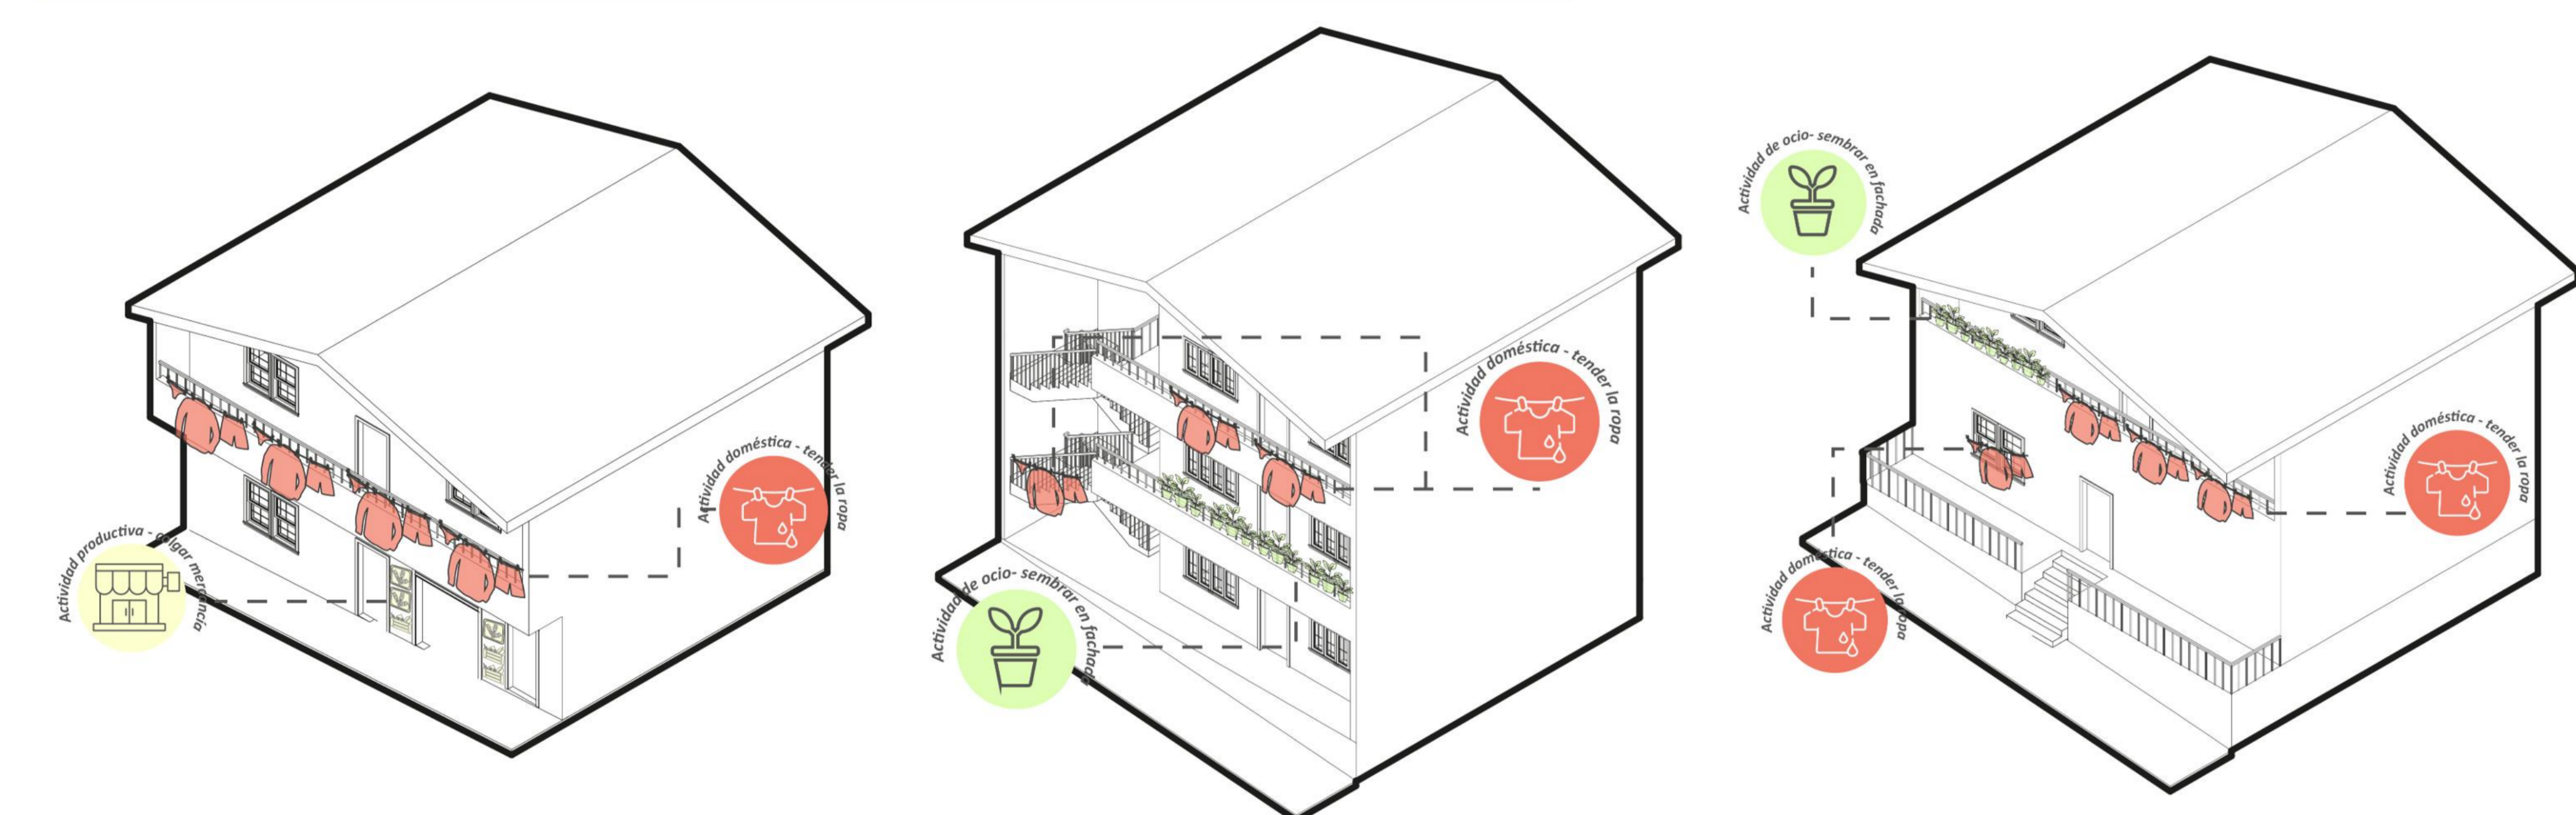 Actividad productiva - colgar mercancía
Actividad doméstica - tender la ropa
Actividad de ocio- sembrar en fachada
Actividad doméstica - tender la ropa
Actividad de ocio- sembrar en fachada
Actividad doméstica - tender la ropa
Actividad doméstica - tender la ropa